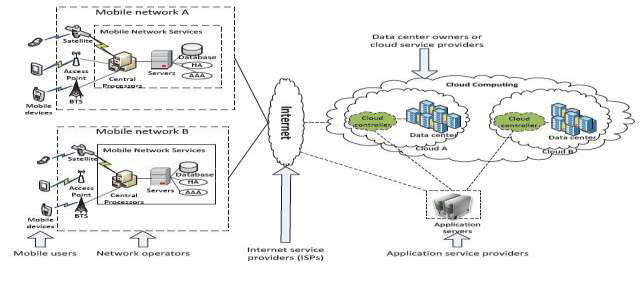 Mobile network A
Mobile Network Services
Satellite
Database
HA
AAA
Servers
Central
Processors
Access
Point
BTS
Mobile
devices
Mobile network B
Mobile Network Services
Satellite
Database
HA
AAA
Servers
Central
Processors
Access
Point
BTS
Mobile
devices
Mobile users
Network operators
Internet
Internet service
providers (ISPs)
Data center owners or
cloud service providers
Cloud Computing
Cloud
controller
Data center
Cloud A
Cloud
controller
Data center
Cloud B
Application
servers
Application service providers